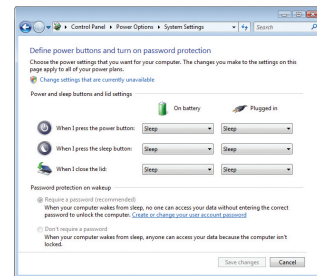 Control Panel ▸ Power Options ▸ System Settings
Search
Define power buttons and turn on password protection
Choose the power settings that you want for your computer. The changes you make to the settings on this
page apply to all of your power plans.
Change settings that are currently unavailable
Power and sleep buttons and lid settings
On battery Plugged in
When I press the power button: Sleep Sleep
When I press the sleep button: Sleep Sleep
When I close the lid: Sleep Sleep
Password protection on wakeup
Require a password (recommended)
When your computer wakes from sleep, no one can access your data without entering the correct
password to unlock the computer. Create or change your user account password
Don't require a password
When your computer wakes from sleep, anyone can access your data because the computer isn't
locked.
Save changes Cancel